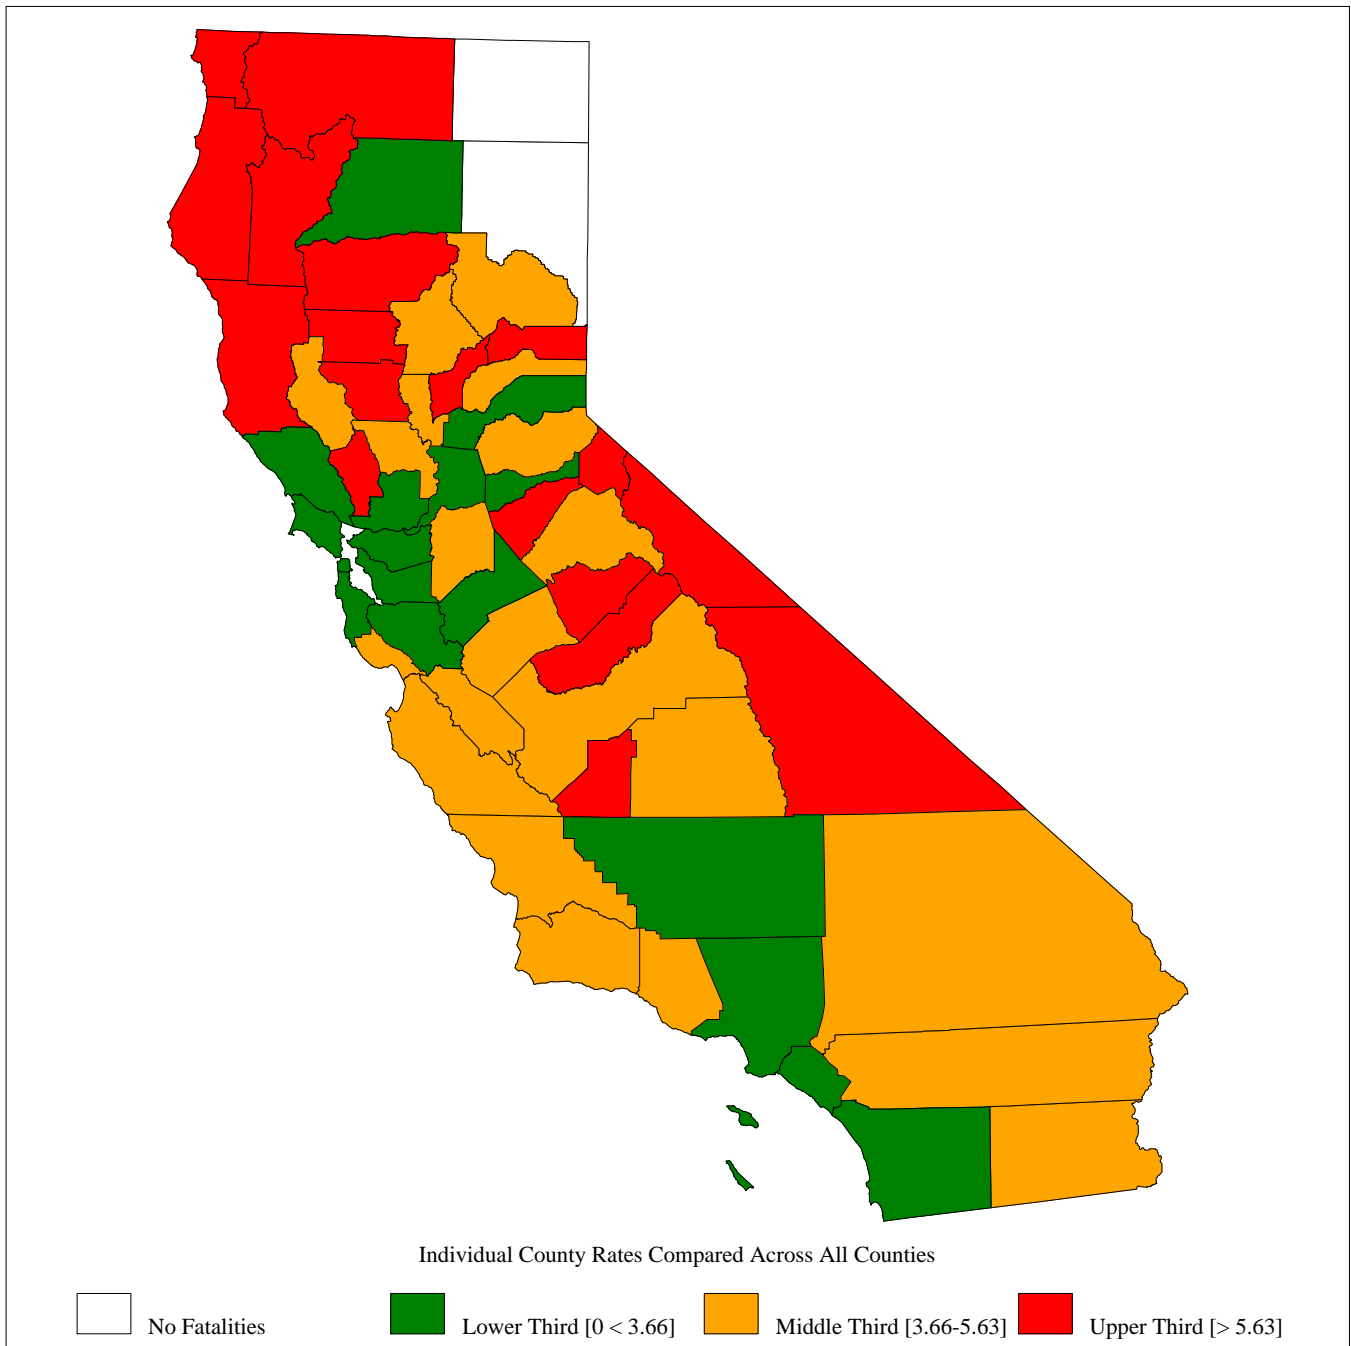 Individual County Rates Compared Across All Counties
No Fatalities Lower Third [0 < 3.66] Middle Third [3.66-5.63] Upper Third [> 5.63]